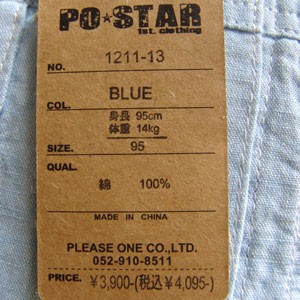 PO★STAR
1st. clothing
NO. 1211-13
COL. BLUE
身長 95cm
体重 14kg
SIZE. 95
QUAL.
綿 100%
MADE IN CHINA
PLEASE ONE CO.,LTD.
052-910-8511
PRICE. ¥3,900-(税込¥4,095-)